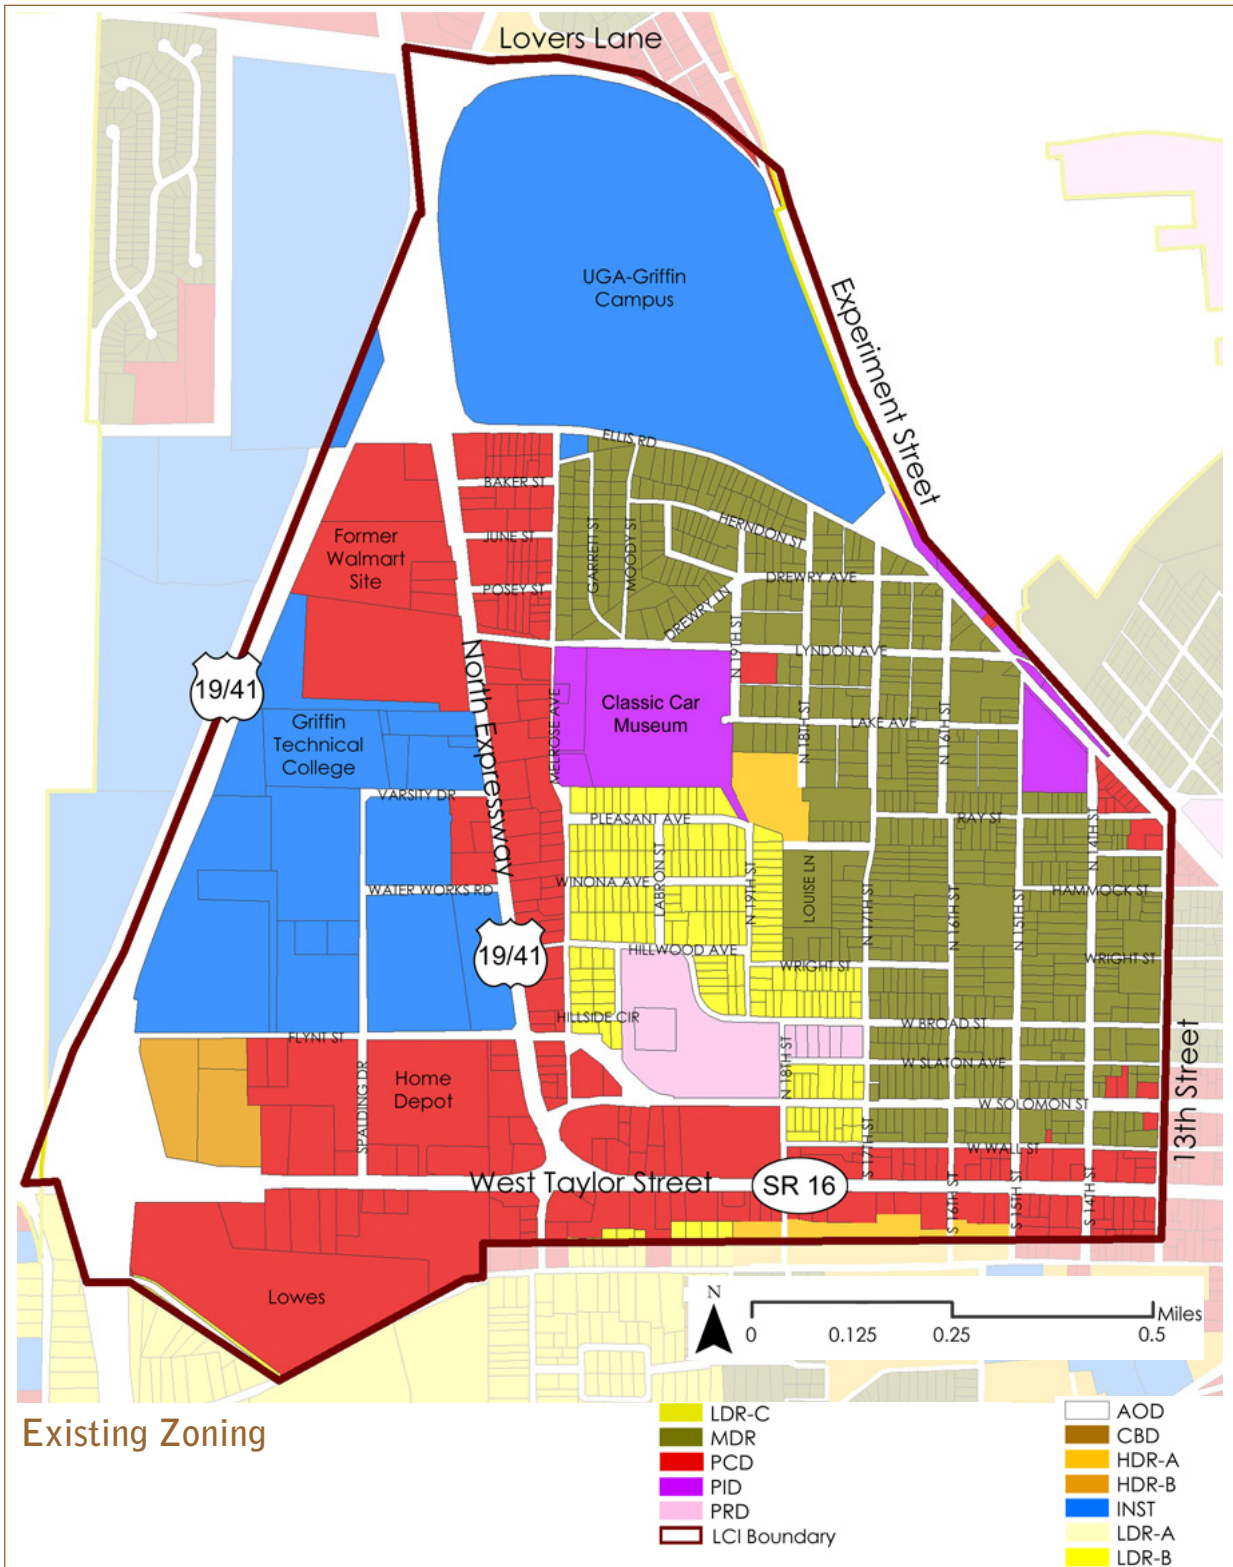 Lovers Lane
UGA-Griffin
Campus
Experiment Street
ELLIS RD
BAKER ST
JUNE ST
POSEY ST
GARRETT ST
MOODY ST
HERNDON ST
DREWRY AVE
DREWRY LN
Former
Walmart
Site
N 19TH ST
LYNDON AVE
19/41
North Expressway
MELROSE AVE
Classic Car
Museum
N 18TH ST
LAKE AVE
N 16TH ST
Griffin
Technical
College
VARSITY DR
PLEASANT AVE
RAY ST
N 14TH ST
WINONA AVE
LABRON ST
N 19TH ST
LOUISE LN
N 17TH ST
N 16TH ST
N 15TH ST
HAMMOCK ST
WATER WORKS RD
19/41
HILLWOOD AVE
WRIGHT ST
WRIGHT ST
HILLSIDE CIR
W BROAD ST
FLYNT ST
N 18TH ST
W SLATON AVE
13th Street
SPALDING DR
Home
Depot
W SOLOMON ST
S 17TH ST
W WALL ST
West Taylor Street
SR 16
S 16TH ST
S 15TH ST
S 14TH ST
Lowes
N
Miles
0 0.125 0.25 0.5
Existing Zoning
LDR-C
MDR
PCD
PID
PRD
LCI Boundary
AOD
CBD
HDR-A
HDR-B
INST
LDR-A
LDR-B